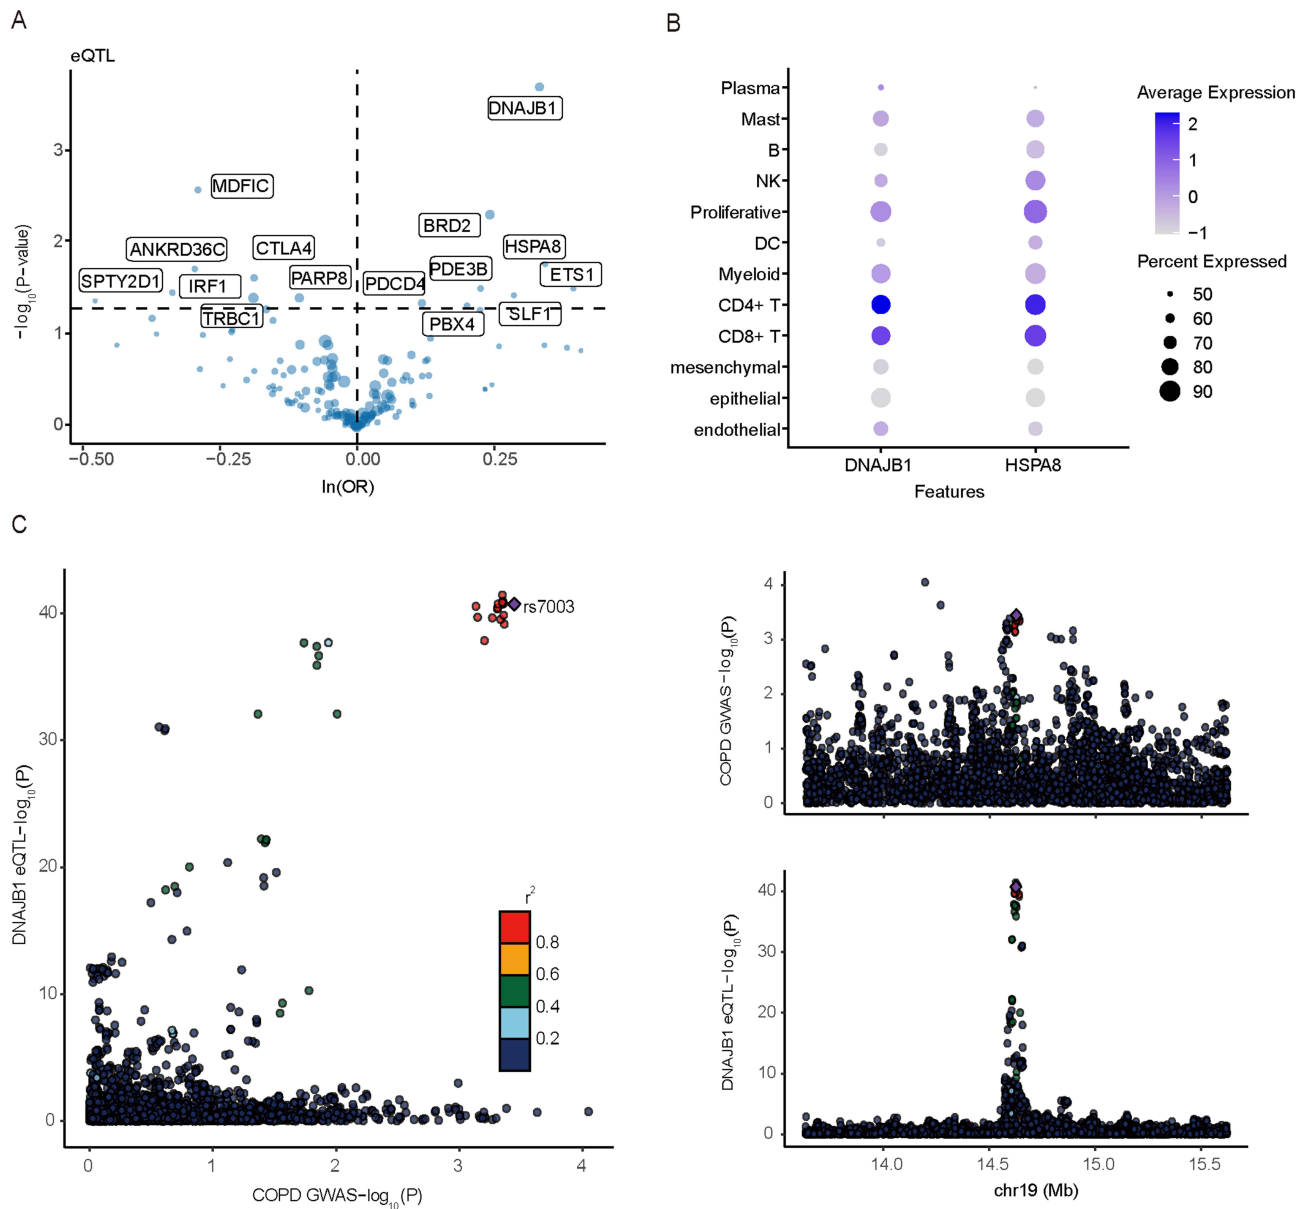 A
eQTL
DNAJB1
MDFIC
BRD2
ANKRD36C
CTLA4
HSPA8
SPTY2D1
IRF1
PARP8
PDCD4
PDE3B
ETS1
TRBC1
PBX4
SLF1
3
2
1
0
−log10(P−value)
−0.50
−0.25
0.00
0.25
ln(OR)
B
Plasma
Mast
B
NK
Proliferative
DC
Myeloid
CD4+ T
CD8+ T
mesenchymal
epithelial
endothelial
DNAJB1
HSPA8
Features
Average Expression
2
1
0
−1
Percent Expressed
50
60
70
80
90
C
rs7003
40
30
20
10
0
DNAJB1 eQTL−log10(P)
0
1
2
3
4
COPD GWAS−log10(P)
r2
0.8
0.6
0.4
0.2
4
3
2
1
0
COPD GWAS−log10(P)
40
30
20
10
0
DNAJB1 eQTL−log10(P)
14.0
14.5
15.0
15.5
chr19 (Mb)